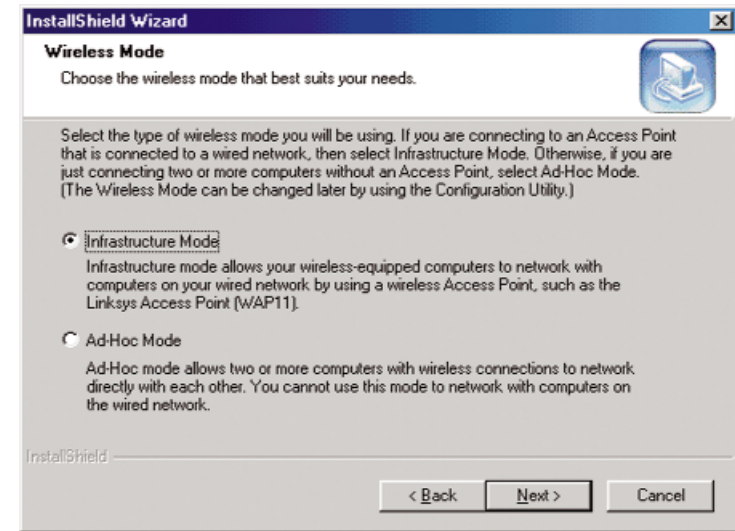 InstallShield Wizard
Wireless Mode
Choose the wireless mode that best suits your needs.
Select the type of wireless mode you will be using. If you are connecting to an Access Point
that is connected to a wired network, then select Infrastructure Mode. Otherwise, if you are
just connecting two or more computers without an Access Point, select Ad-Hoc Mode.
(The Wireless Mode can be changed later by using the Configuration Utility.)
Infrastructure Mode
Infrastructure mode allows your wireless-equipped computers to network with
computers on your wired network by using a wireless Access Point, such as the
Linksys Access Point (WAP11).
Ad-Hoc Mode
Ad-Hoc mode allows two or more computers with wireless connections to network
directly with each other. You cannot use this mode to network with computers on
the wired network.
InstallShield
< Back
Next >
Cancel